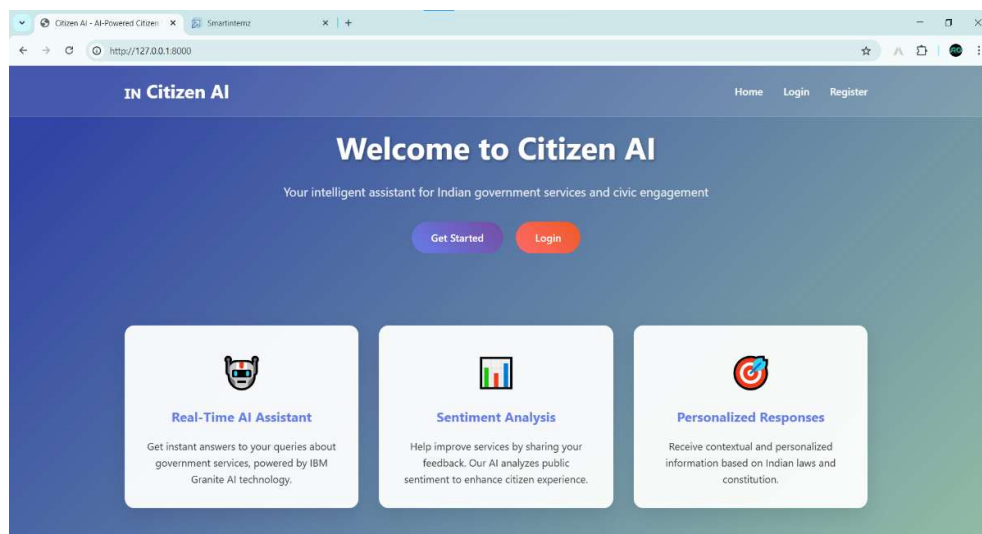 Citizen AI - AI-Powered Citizen
Smartinternz
http://127.0.0.1:8000
IN Citizen AI
Home Login Register
Welcome to Citizen AI
Your intelligent assistant for Indian government services and civic engagement
Get Started Login
Real-Time AI Assistant
Get instant answers to your queries about
government services, powered by IBM
Granite AI technology.
Sentiment Analysis
Help improve services by sharing your
feedback. Our AI analyzes public
sentiment to enhance citizen experience.
Personalized Responses
Receive contextual and personalized
information based on Indian laws and
constitution.